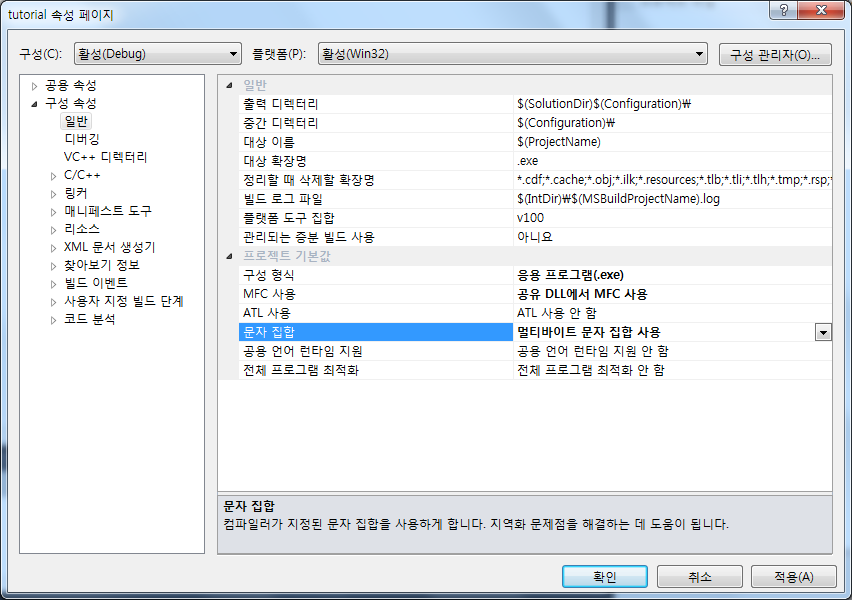 tutorial 속성 페이지
구성(C): 활성(Debug) 플랫폼(P): 활성(Win32) 구성 관리자(O)...
공용 속성
구성 속성
일반
디버깅
VC++ 디렉터리
C/C++
링커
매니페스트 도구
리소스
XML 문서 생성기
찾아보기 정보
빌드 이벤트
사용자 지정 빌드 단계
코드 분석
일반
출력 디렉터리 $(SolutionDir)$(Configuration)₩
중간 디렉터리 $(Configuration)₩
대상 이름 $(ProjectName)
대상 확장명 .exe
정리할 때 삭제할 확장명 *.cdf;*.cache;*.obj;*.ilk;*.resources;*.tlb;*.tli;*.tlh;*.tmp;*.rsp;*
빌드 로그 파일 $(IntDir)₩$(MSBuildProjectName).log
플랫폼 도구 집합 v100
관리되는 증분 빌드 사용 아니요
프로젝트 기본값
구성 형식 응용 프로그램(.exe)
MFC 사용 공유 DLL에서 MFC 사용
ATL 사용 ATL 사용 안 함
문자 집합 멀티바이트 문자 집합 사용
공용 언어 런타임 지원 공용 언어 런타임 지원 안 함
전체 프로그램 최적화 전체 프로그램 최적화 안 함
문자 집합
컴파일러가 지정된 문자 집합을 사용하게 합니다. 지역화 문제점을 해결하는 데 도움이 됩니다.
확인 취소 적용(A)